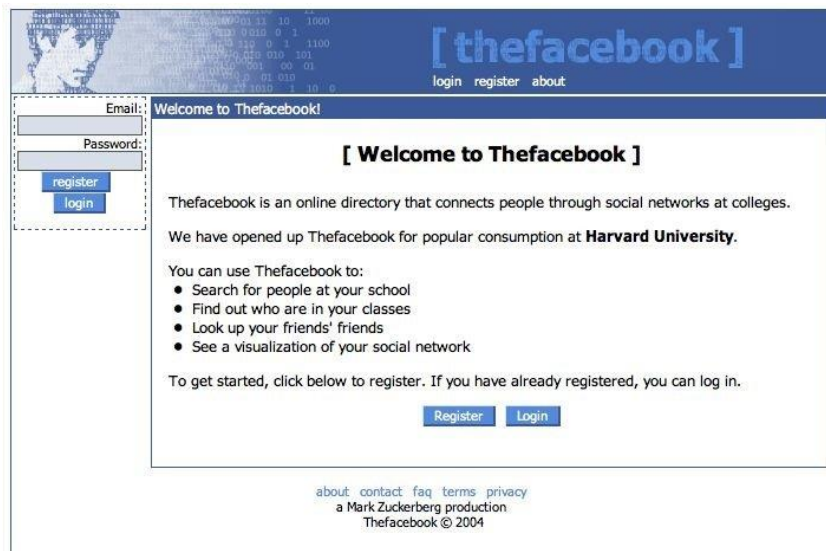 [ thefacebook ]
login register about
Email:
Password:
register
login
Welcome to Thefacebook!
[ Welcome to Thefacebook ]
Thefacebook is an online directory that connects people through social networks at colleges.
We have opened up Thefacebook for popular consumption at Harvard University.
You can use Thefacebook to:
• Search for people at your school
• Find out who are in your classes
• Look up your friends' friends
• See a visualization of your social network
To get started, click below to register. If you have already registered, you can log in.
Register Login
about contact faq terms privacy
a Mark Zuckerberg production
Thefacebook © 2004